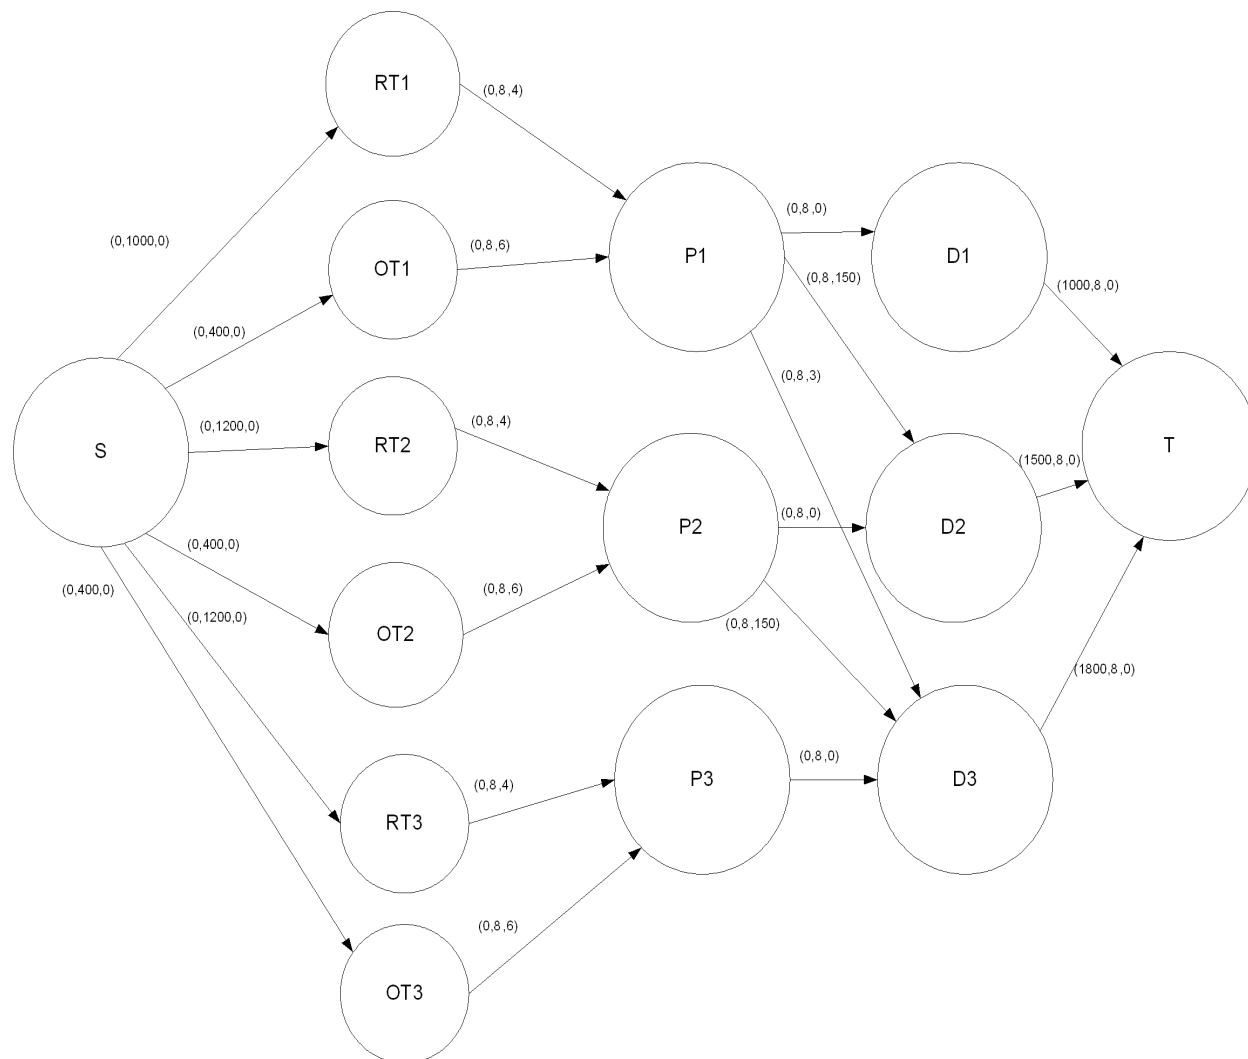 RT1
(0,8,4)
(0,1000,0)
OT1
(0,8,6)
P1
(0,8,0)
D1
(0,8,150)
(1000,8,0)
(0,400,0)
(0,8,3)
S
(0,1200,0)
RT2
(0,8,4)
P2
(0,8,0)
D2
(1500,8,0)
T
(0,400,0)
(0,400,0)
(0,1200,0)
OT2
(0,8,6)
(0,8,150)
(1800,8,0)
RT3
(0,8,4)
P3
(0,8,0)
D3
OT3
(0,8,6)